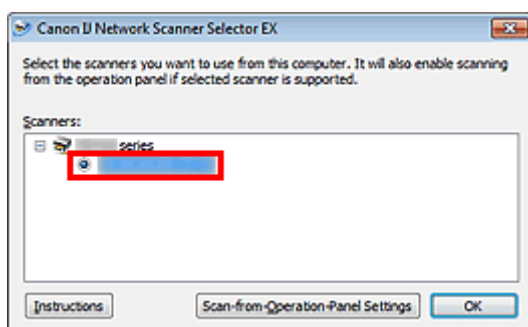 Canon IJ Network Scanner Selector EX
Select the scanners you want to use from this computer. It will also enable scanning
from the operation panel if selected scanner is supported.
Scanners:
series
Instructions
Scan-from-Operation-Panel Settings
OK